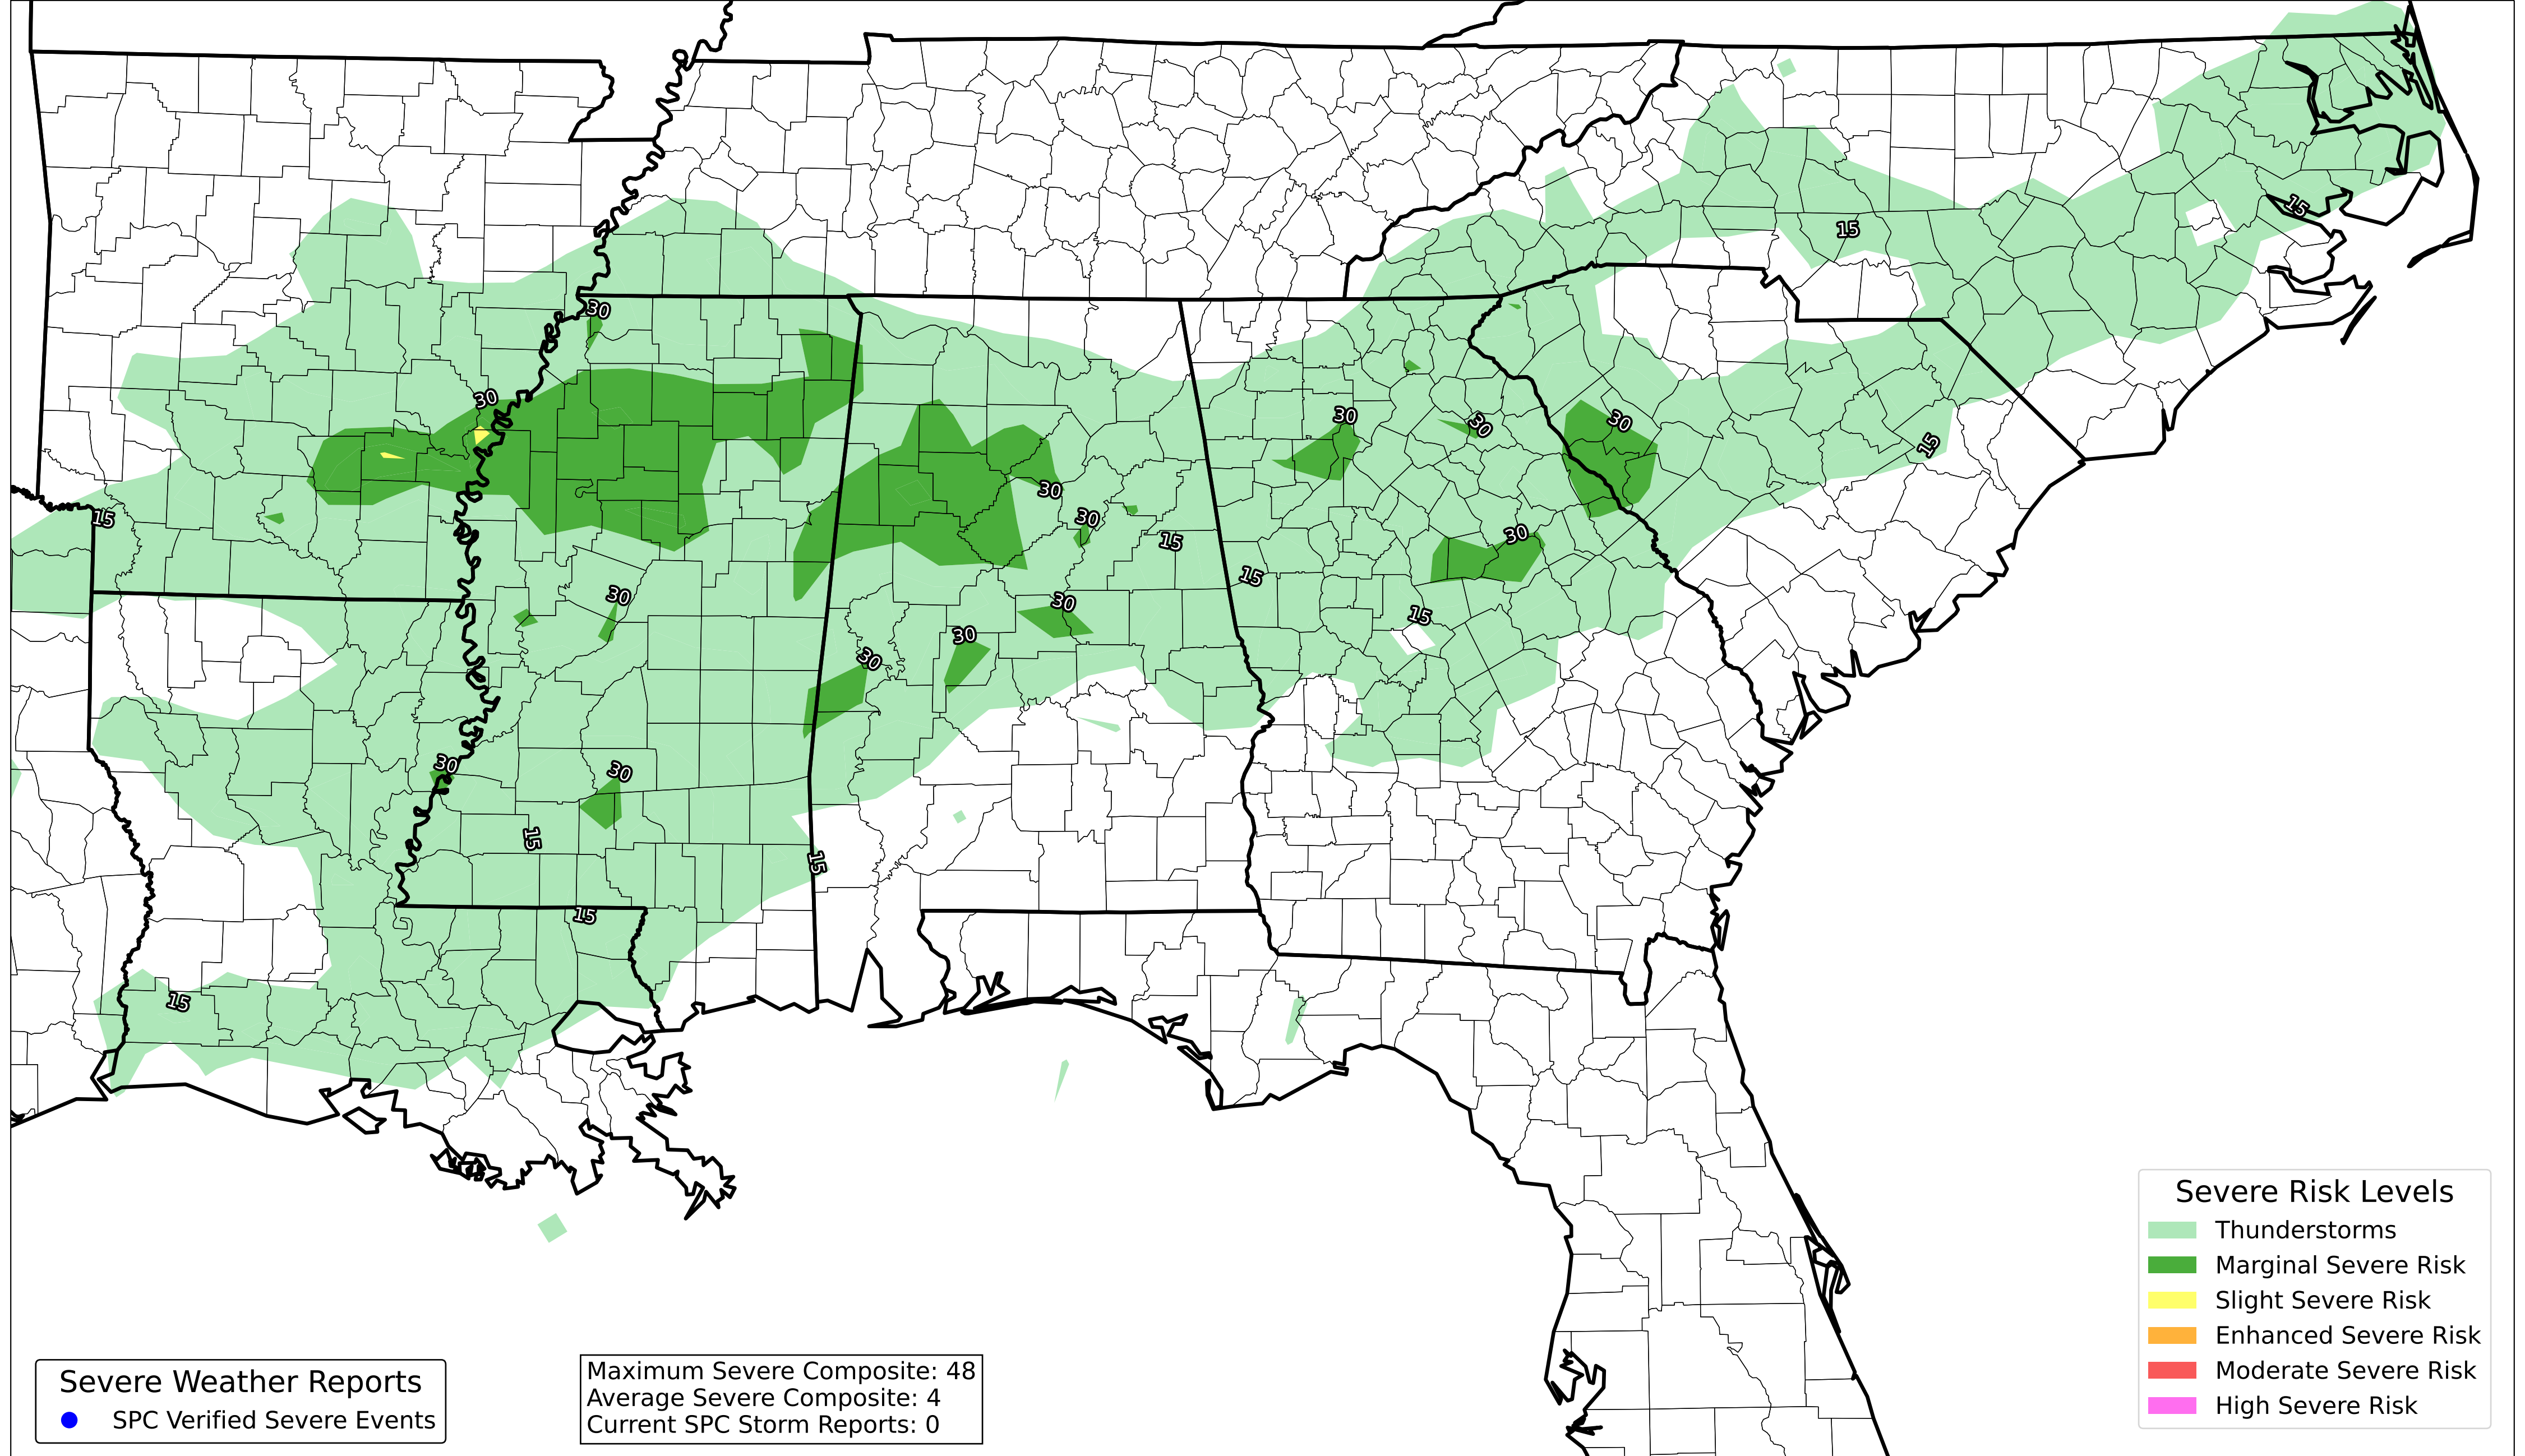 15
30
15
30
30
30
30
30
15
30
15
30
15
30
15
30
30
15
30
30
30
30
15
15
15
15
Severe Risk Levels
Thunderstorms
Marginal Severe Risk
Slight Severe Risk
Enhanced Severe Risk
Moderate Severe Risk
High Severe Risk
Severe Weather Reports
SPC Verified Severe Events
Maximum Severe Composite: 48
Average Severe Composite: 4
Current SPC Storm Reports: 0